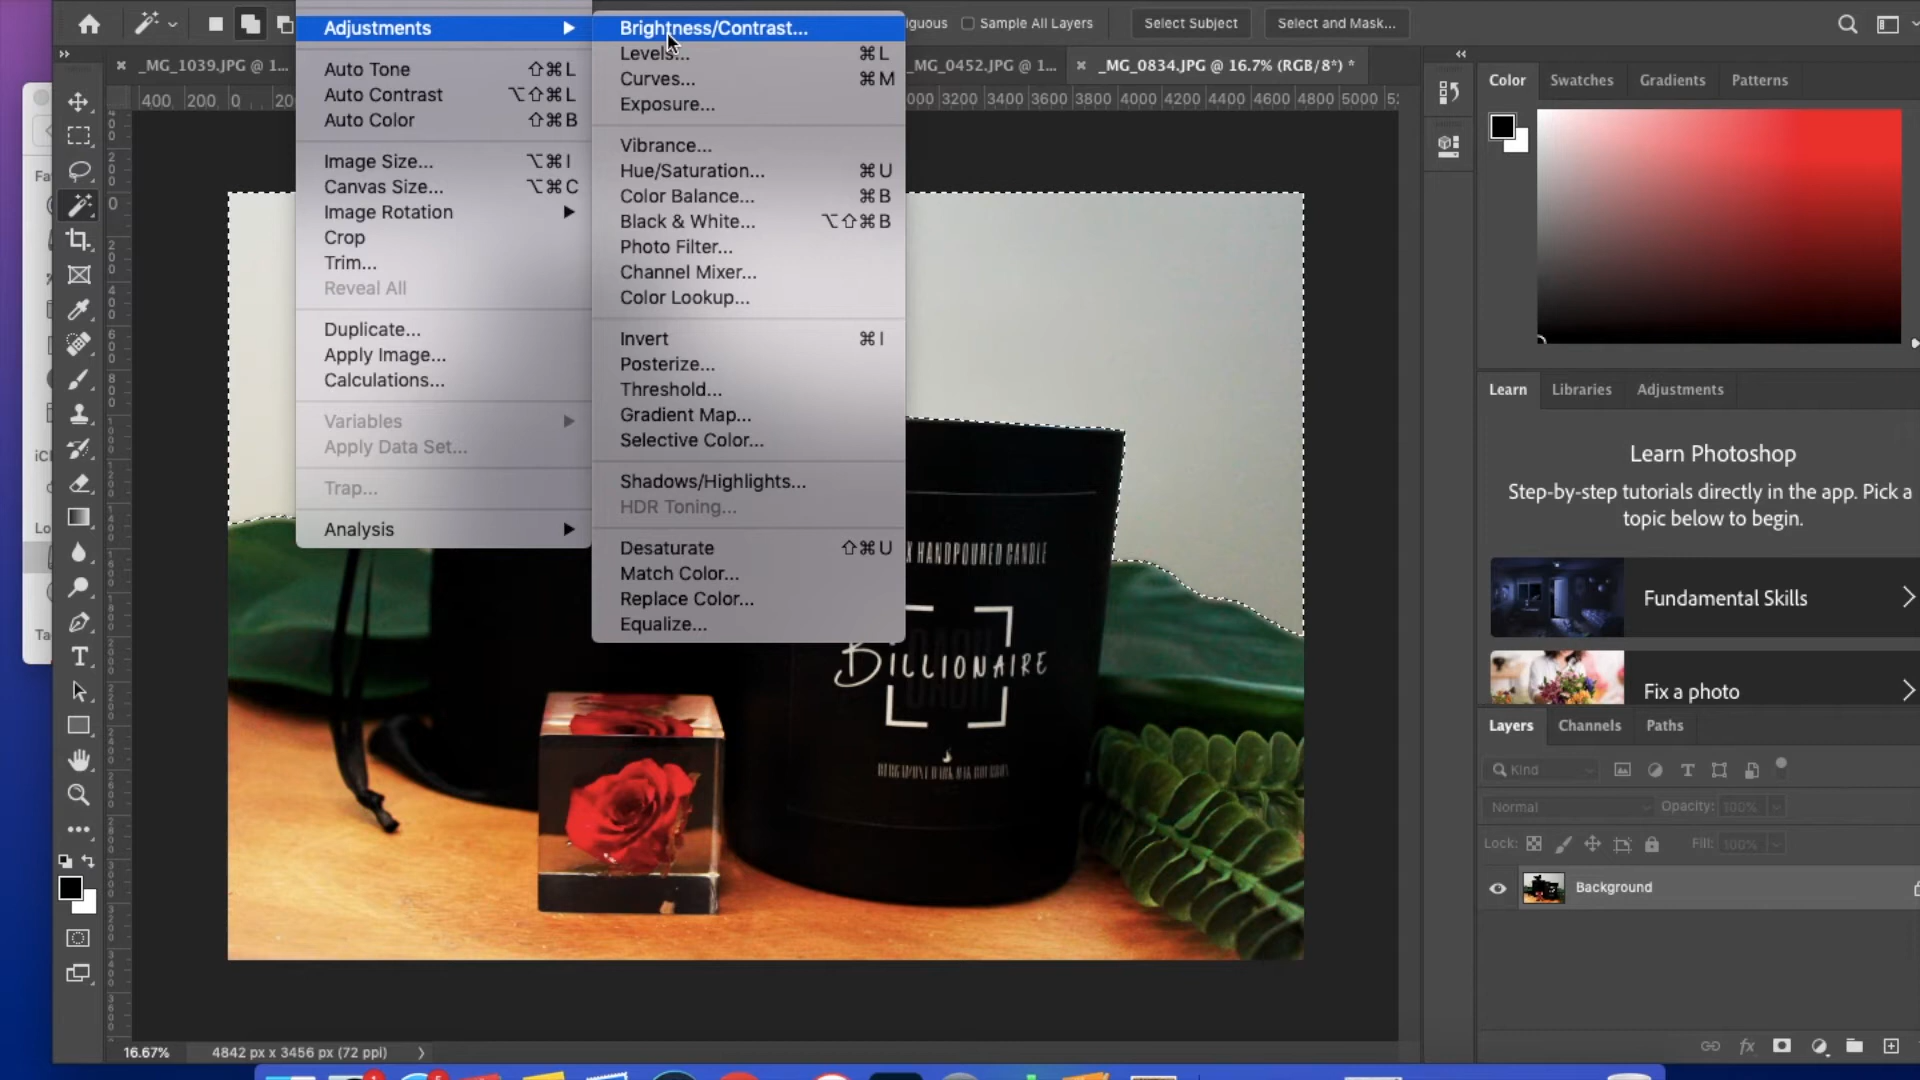 guous
Sample All Layers
Select Subject
Select and Mask...
_MG_1039.JPG @ 1...
_MG_0452.JPG @ 1...
_MG_0834.JPG @ 16.7% (RGB/8*) *
400 200 0
3200 3400 3600 3800 4000 4200 4400 4600 4800 5000
Adjustments
Auto Tone ⇧⌘L
Auto Contrast ⌥⇧⌘L
Auto Color ⇧⌘B
Image Size... ⌥⌘I
Canvas Size... ⌥⌘C
Image Rotation
Crop
Trim...
Reveal All
Duplicate...
Apply Image...
Calculations...
Variables
Apply Data Set...
Trap...
Analysis
Brightness/Contrast...
Levels... ⌘L
Curves... ⌘M
Exposure...
Vibrance...
Hue/Saturation... ⌘U
Color Balance... ⌘B
Black & White... ⌥⇧⌘B
Photo Filter...
Channel Mixer...
Color Lookup...
Invert ⌘I
Posterize...
Threshold...
Gradient Map...
Selective Color...
Shadows/Highlights...
HDR Toning...
Desaturate ⇧⌘U
Match Color...
Replace Color...
Equalize...
HANDPOURED CANDLE
BILLIONAIRE
Color
Swatches
Gradients
Patterns
Learn
Libraries
Adjustments
Learn Photoshop
Step-by-step tutorials directly in the app. Pick a
topic below to begin.
Fundamental Skills
Fix a photo
Layers
Channels
Paths
Kind
Normal
Opacity: 100%
Lock:
Fill: 100%
Background
16.67%
4842 px x 3456 px (72 ppi)